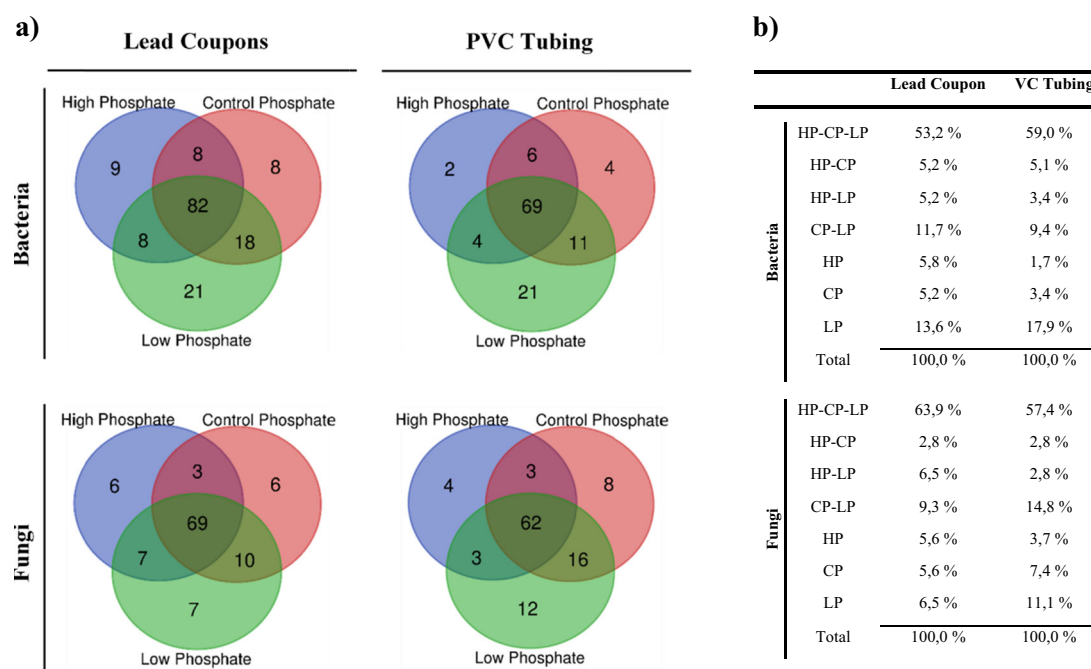 a)
Lead Coupons
PVC Tubing
Bacteria
High Phosphate
Control Phosphate
9
8
8
82
8
18
21
Low Phosphate
High Phosphate
Control Phosphate
2
6
4
69
4
11
21
Low Phosphate
Fungi
High Phosphate
Control Phosphate
6
3
6
69
7
10
7
Low Phosphate
High Phosphate
Control Phosphate
4
3
8
62
3
16
12
Low Phosphate
b)
Lead Coupon VC Tubing
Bacteria
HP-CP-LP 53,2 % 59,0 %
HP-CP 5,2 % 5,1 %
HP-LP 5,2 % 3,4 %
CP-LP 11,7 % 9,4 %
HP 5,8 % 1,7 %
CP 5,2 % 3,4 %
LP 13,6 % 17,9 %
Total 100,0 % 100,0 %
Fungi
HP-CP-LP 63,9 % 57,4 %
HP-CP 2,8 % 2,8 %
HP-LP 6,5 % 2,8 %
CP-LP 9,3 % 14,8 %
HP 5,6 % 3,7 %
CP 5,6 % 7,4 %
LP 6,5 % 11,1 %
Total 100,0 % 100,0 %